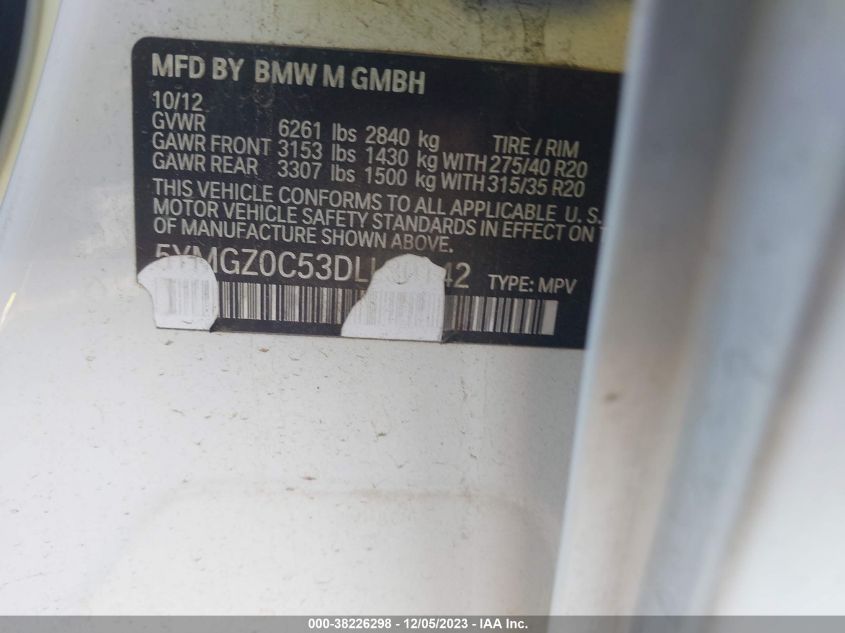 MFD BY BMW M GMBH
10/12
GVWR 6261 lbs 2840 kg TIRE / RIM
GAWR FRONT 3153 lbs 1430 kg WITH 275/40 R20
GAWR REAR 3307 lbs 1500 kg WITH 315/35 R20
THIS VEHICLE CONFORMS TO ALL APPLICABLE U. S.
MOTOR VEHICLE SAFETY STANDARDS IN EFFECT ON
OF MANUFACTURE SHOWN ABOVE
TYPE: MPV
000-38226298 - 12/05/2023 - IAA Inc.